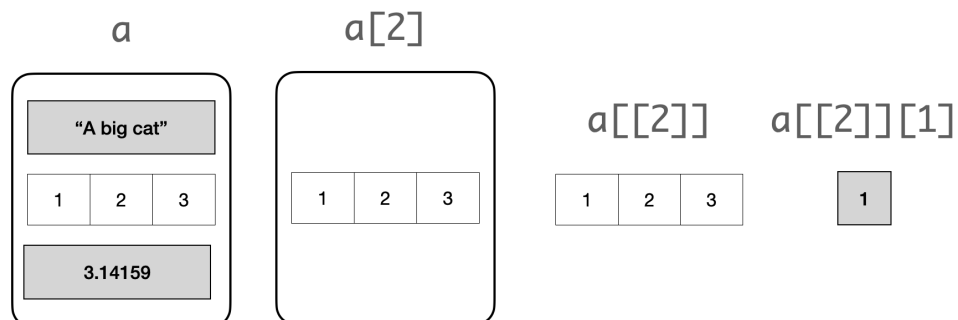 a
a[2]
a[[2]]
a[[2]][1]
“A big cat”
1 2 3
3.14159
1 2 3
1 2 3
1